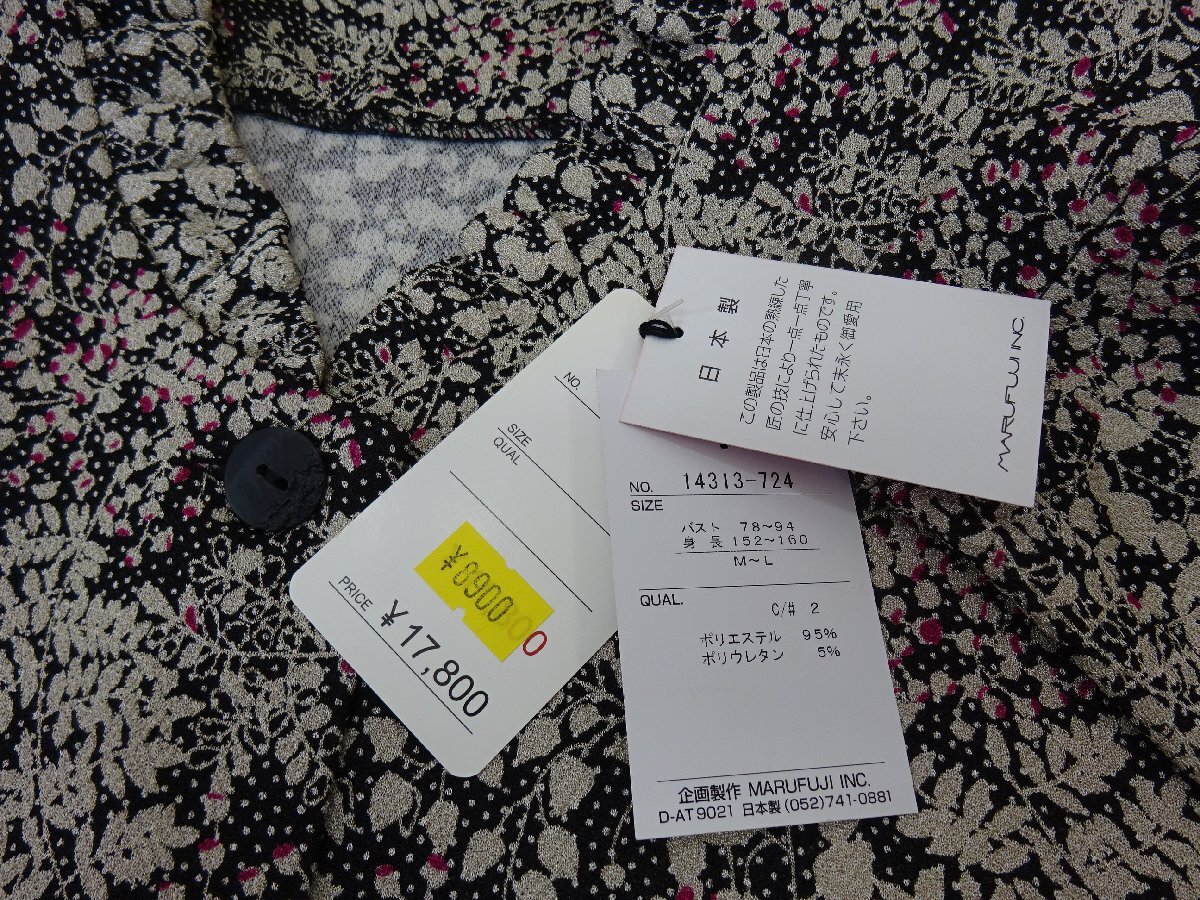 日本製
この製品は日本の熟練した
匠の技により一点一点丁寧
に仕上げられたものです。
安心して末永く御愛用
下さい。
MARUFUJI INC.
NO.
SIZE
QUAL
¥8900
PRICE
¥17,800
NO. 14313-724
SIZE
バスト 78~94
身長 152~160
M~L
QUAL.
C/# 2
ポリエステル 95%
ポリウレタン 5%
企画製作 MARUFUJI INC.
D-AT9021 日本製 (052)741-0881